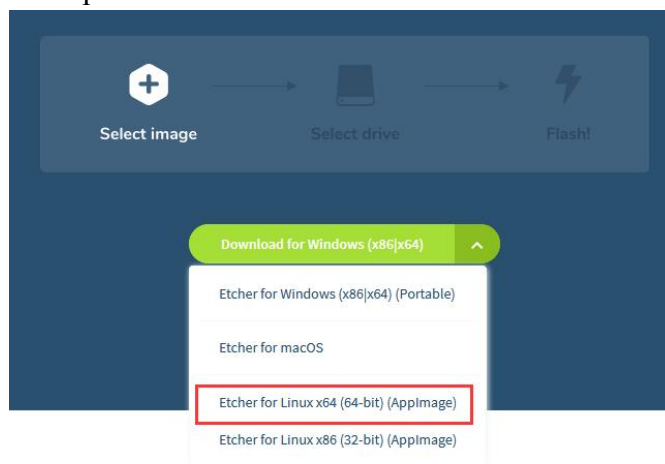 Select image
Select drive
Flash!
Download for Windows (x86|x64)
Etcher for Windows (x86|x64) (Portable)
Etcher for macOS
Etcher for Linux x64 (64-bit) (AppImage)
Etcher for Linux x86 (32-bit) (AppImage)